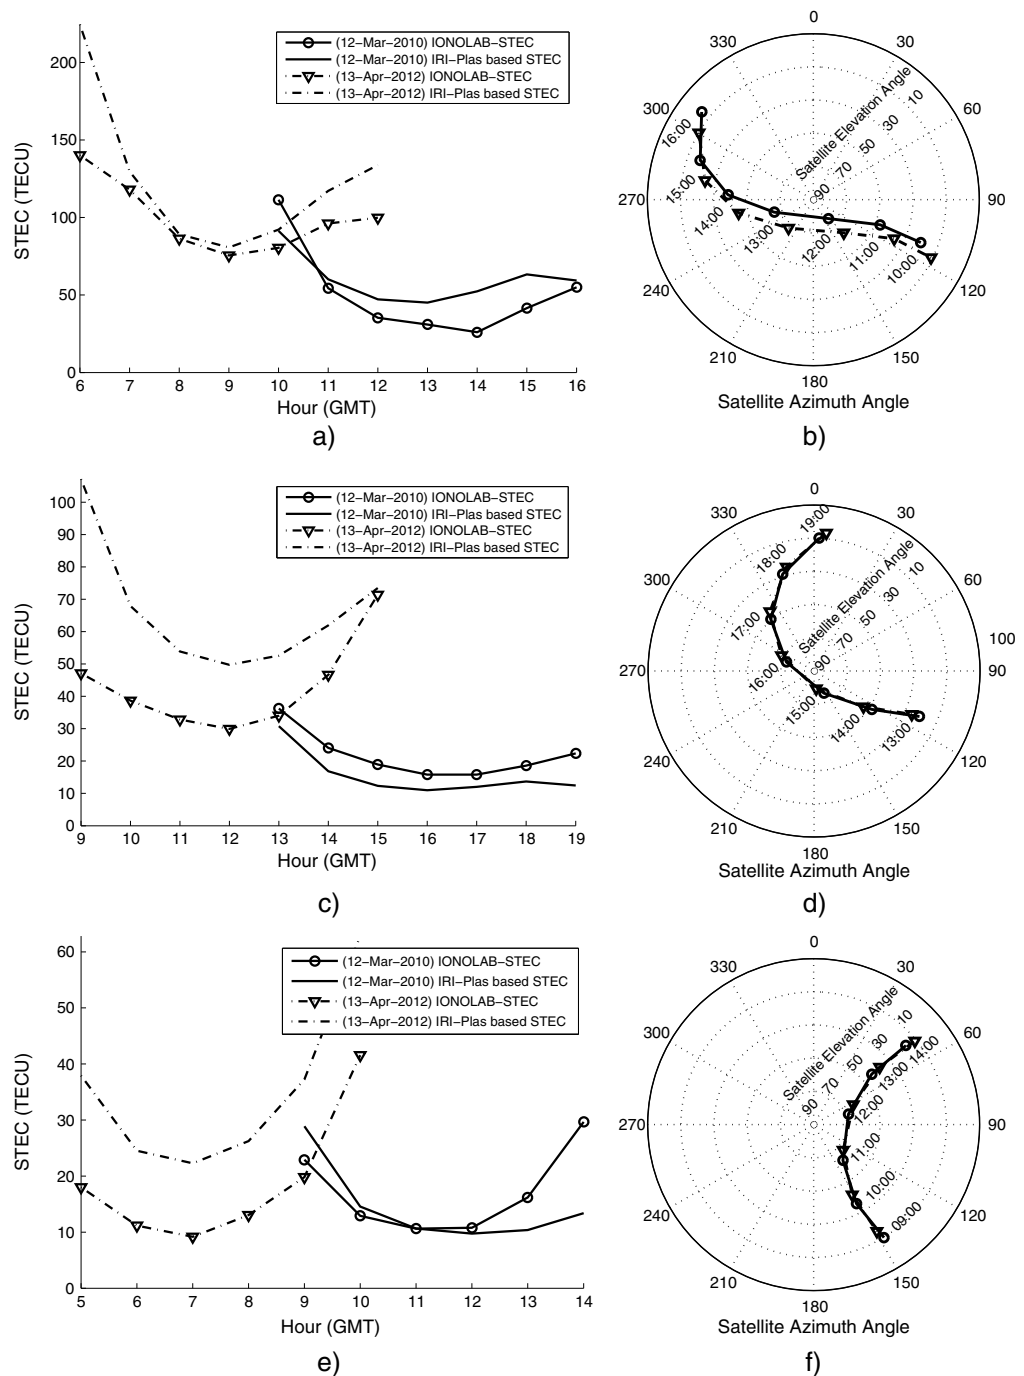 200
150
100
50
0
STEC (TECU)
(12-Mar-2010) IONOLAB-STEC
(12-Mar-2010) IRI-Plas based STEC
(13-Apr-2012) IONOLAB-STEC
(13-Apr-2012) IRI-Plas based STEC
6 7 8 9 10 11 12 13 14 15 16
Hour (GMT)
a)
0
30
60
90
120
150
180
210
240
270
300
330
Satellite Elevation Angle
90 70 50 30 10
16:00
15:00
14:00
13:00
12:00
11:00
10:00
Satellite Azimuth Angle
b)
100
90
80
70
60
50
40
30
20
10
0
STEC (TECU)
(12-Mar-2010) IONOLAB-STEC
(12-Mar-2010) IRI-Plas based STEC
(13-Apr-2012) IONOLAB-STEC
(13-Apr-2012) IRI-Plas based STEC
9 10 11 12 13 14 15 16 17 18 19
Hour (GMT)
c)
0
30
60
100
90
120
150
180
210
240
270
300
330
Satellite Elevation Angle
90 70 50 30 10
19:00
18:00
17:00
16:00
15:00
14:00
13:00
Satellite Azimuth Angle
d)
60
50
40
30
20
10
0
STEC (TECU)
(12-Mar-2010) IONOLAB-STEC
(12-Mar-2010) IRI-Plas based STEC
(13-Apr-2012) IONOLAB-STEC
(13-Apr-2012) IRI-Plas based STEC
5 6 7 8 9 10 11 12 13 14
Hour (GMT)
e)
0
30
60
90
120
150
180
210
240
270
300
330
Satellite Elevation Angle
90 70 50 30 10
14:00
13:00
12:00
11:00
10:00
09:00
Satellite Azimuth Angle
f)